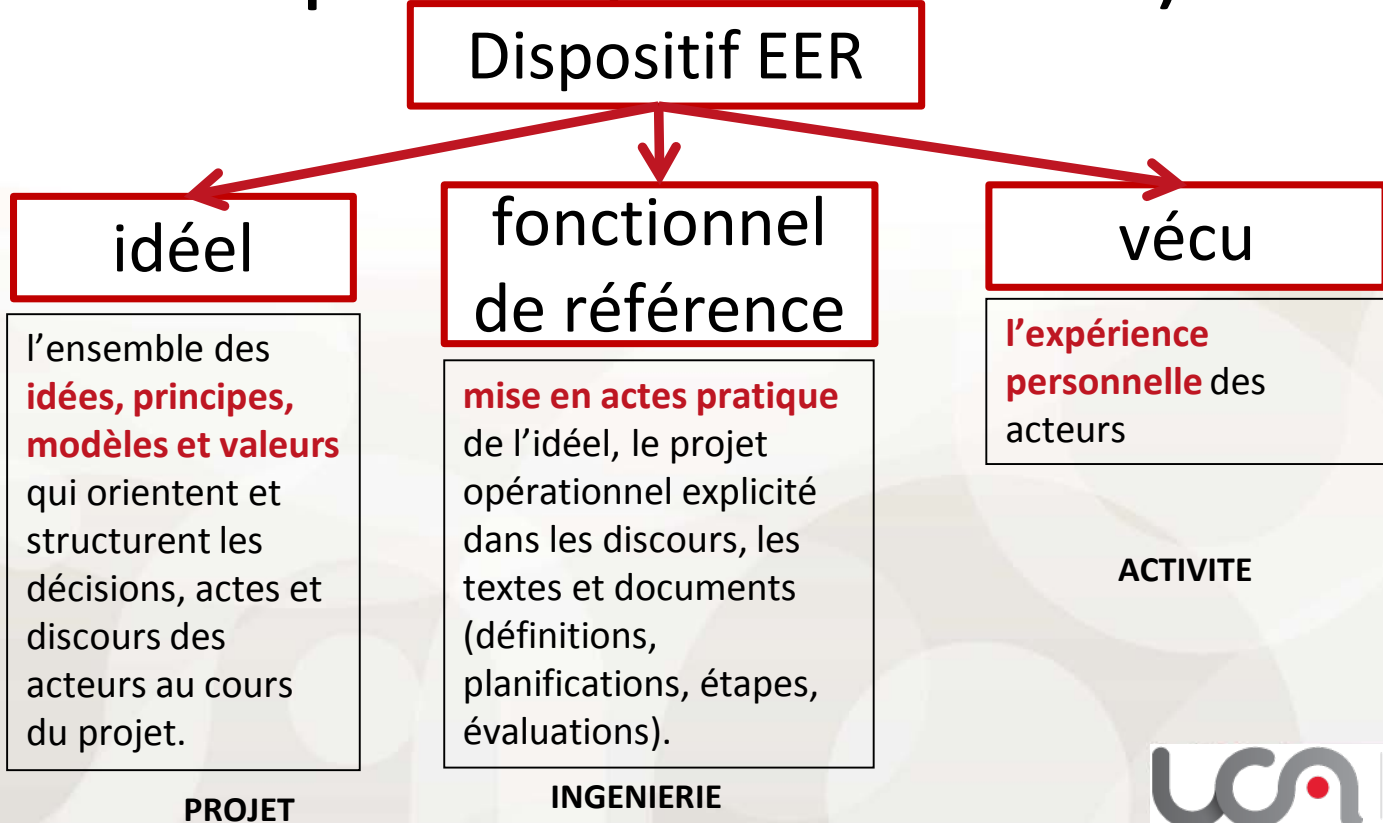 Dispositif EER
idéel
fonctionnel
de référence
vécu
l’ensemble des
idées, principes,
modèles et valeurs
qui orientent et
structurent les
décisions, actes et
discours des
acteurs au cours
du projet.
PROJET
mise en actes pratique
de l’idéel, le projet
opérationnel explicité
dans les discours, les
textes et documents
(définitions,
planifications, étapes,
évaluations).
INGENIERIE
l’expérience
personnelle des
acteurs
ACTIVITE
UCA